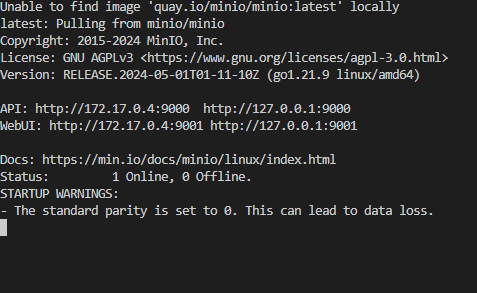 Unable to find image 'quay.io/minio/minio:latest' locally
latest: Pulling from minio/minio
Copyright: 2015-2024 MinIO, Inc.
License: GNU AGPLv3 <https://www.gnu.org/licenses/agpl-3.0.html>
Version: RELEASE.2024-05-01T01-11-10Z (go1.21.9 linux/amd64)
API: http://172.17.0.4:9000  http://127.0.0.1:9000
WebUI: http://172.17.0.4:9001 http://127.0.0.1:9001
Docs: https://min.io/docs/minio/linux/index.html
Status:         1 Online, 0 Offline.
STARTUP WARNINGS:
- The standard parity is set to 0. This can lead to data loss.